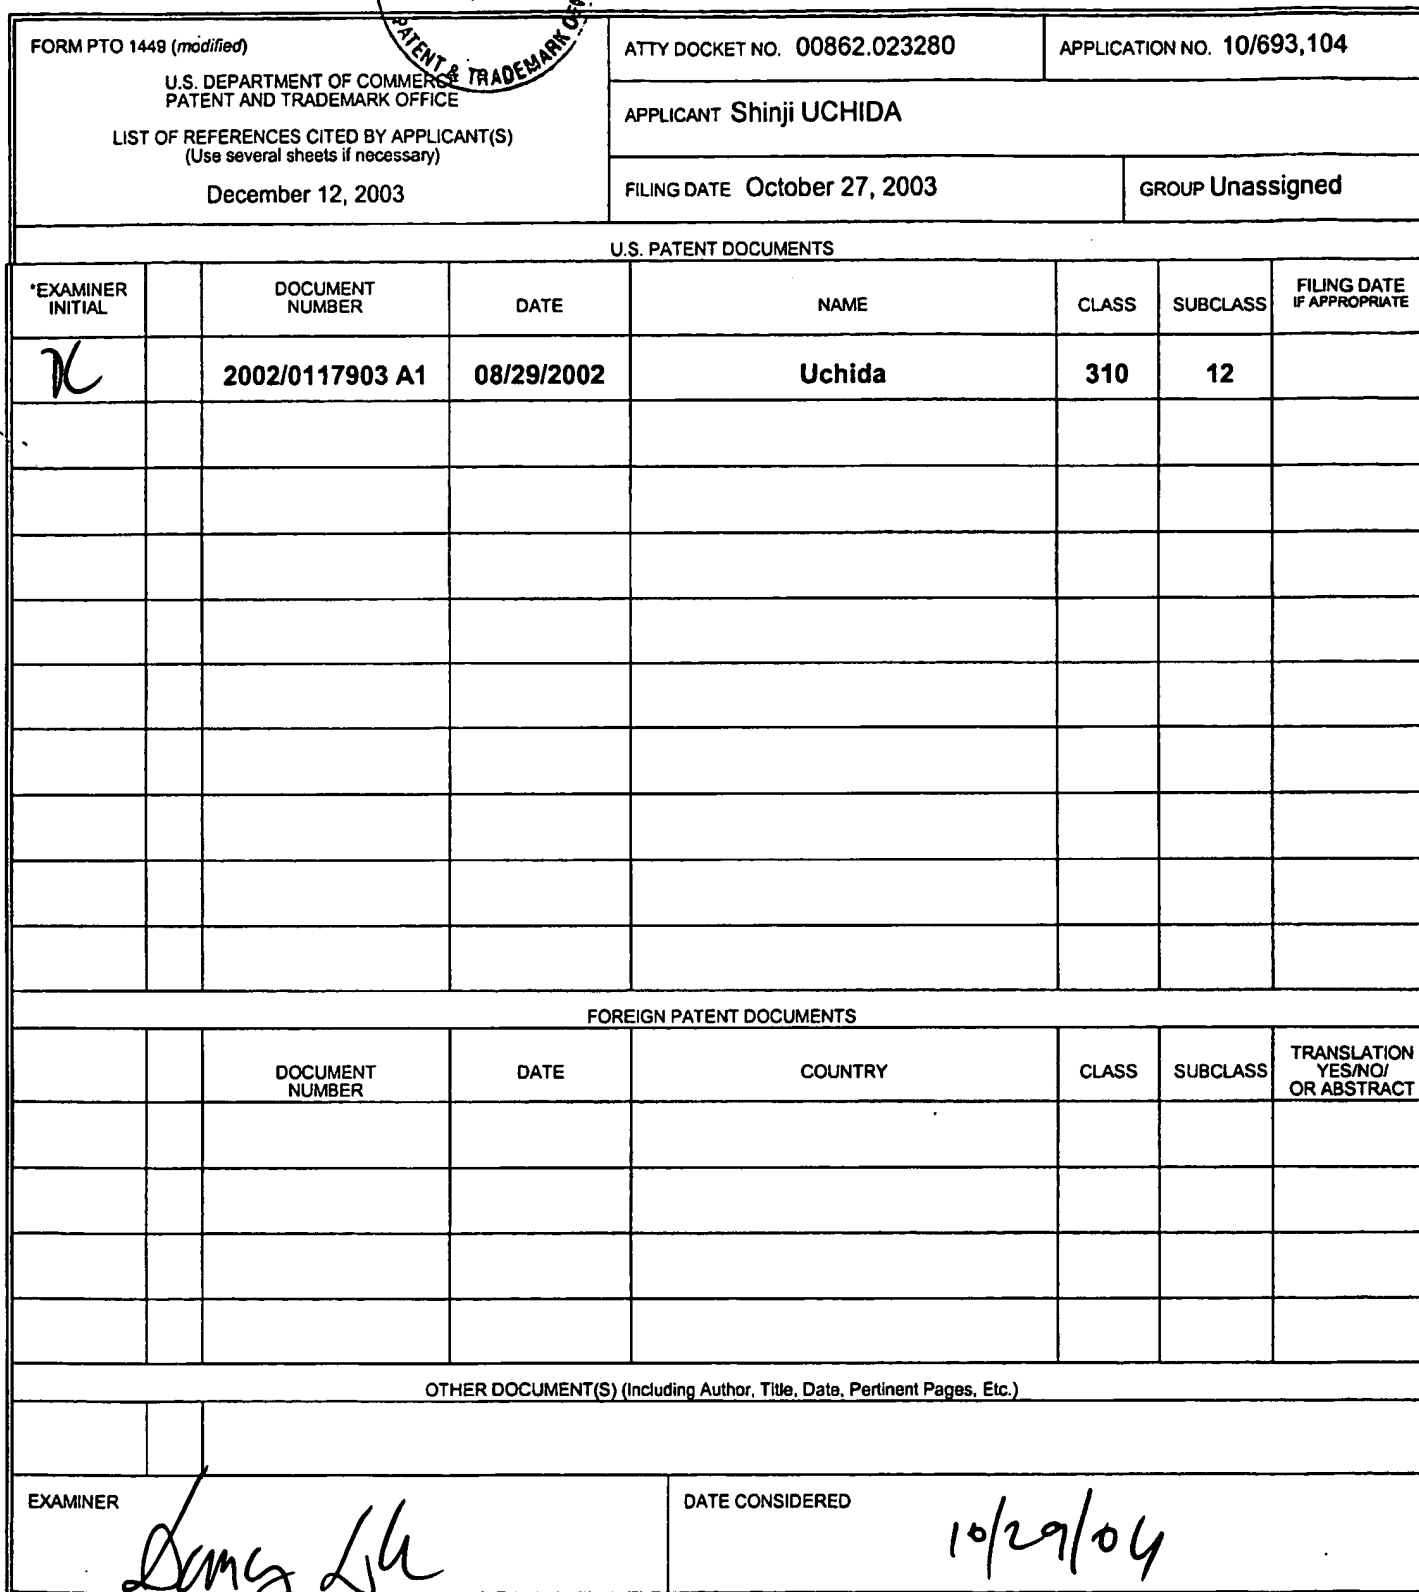 PATENT & TRADEMARK
FORM PTO 1449 (modified)
U.S. DEPARTMENT OF COMMERCE
PATENT AND TRADEMARK OFFICE
LIST OF REFERENCES CITED BY APPLICANT(S)
(Use several sheets if necessary)
December 12, 2003
ATTY DOCKET NO. 00862.023280
APPLICATION NO. 10/693,104
APPLICANT Shinji UCHIDA
FILING DATE October 27, 2003
GROUP Unassigned
U.S. PATENT DOCUMENTS
*EXAMINER
INITIAL
DOCUMENT
NUMBER
DATE
NAME
CLASS
SUBCLASS
FILING DATE
IF APPROPRIATE
2002/0117903 A1
08/29/2002
Uchida
310
12
FOREIGN PATENT DOCUMENTS
DOCUMENT
NUMBER
DATE
COUNTRY
CLASS
SUBCLASS
TRANSLATION
YES/NO/
OR ABSTRACT
OTHER DOCUMENT(S) (Including Author, Title, Date, Pertinent Pages, Etc.)
EXAMINER
DATE CONSIDERED
10/29/04